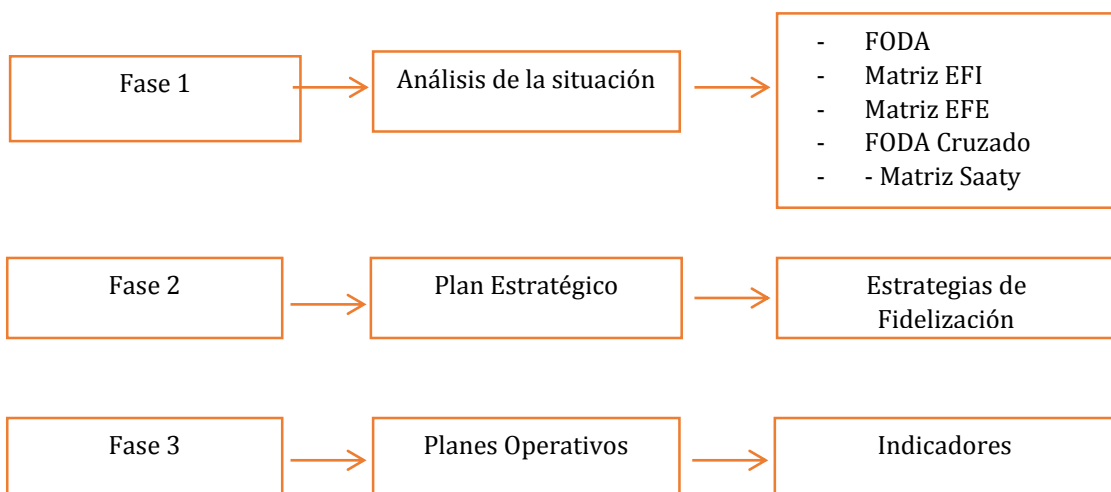 Fase 1
Análisis de la situación
- FODA
- Matriz EFI
- Matriz EFE
- FODA Cruzado
- - Matriz Saaty
Fase 2
Plan Estratégico
Estrategias de
Fidelización
Fase 3
Planes Operativos
Indicadores